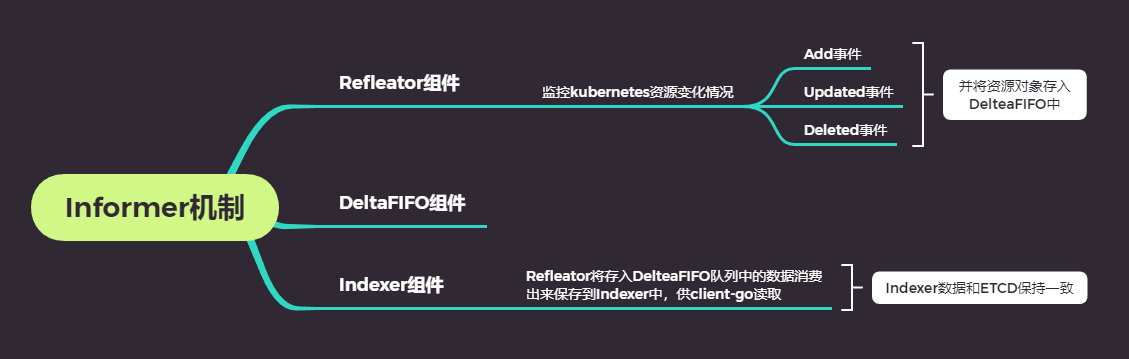 Refleator组件
监控kubernetes资源变化情况
Add事件
Updated事件
Deleted事件
并将资源对象存入
DelteaFIFO中
Informer机制
DeltaFIFO组件
Indexer组件
Refleator将存入DelteaFIFO队列中的数据消费
出来保存到Indexer中，供client-go读取
Indexer数据和ETCD保持一致